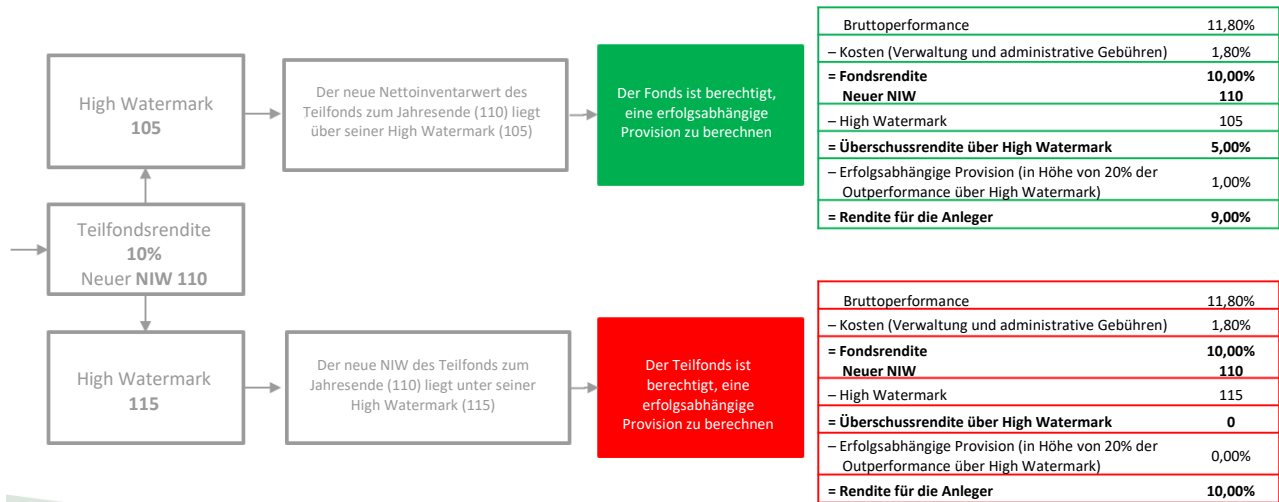 Teilfondsrendite
10%
Neuer NIW 110
High Watermark
105
Der neue Nettoinventarwert des
Teilfonds zum Jahresende (110) liegt
über seiner High Watermark (105)
Der Fonds ist berechtigt,
eine erfolgsabhängige
Provision zu berechnen
Bruttoperformance 11,80%
– Kosten (Verwaltung und administrative Gebühren) 1,80%
= Fondsrendite 10,00%
Neuer NIW 110
– High Watermark 105
= Überschussrendite über High Watermark 5,00%
– Erfolgsabhängige Provision (in Höhe von 20% der
Outperformance über High Watermark) 1,00%
= Rendite für die Anleger 9,00%
High Watermark
115
Der neue NIW des Teilfonds zum
Jahresende (110) liegt unter seiner
High Watermark (115)
Der Teilfonds ist
berechtigt, eine
erfolgsabhängige
Provision zu berechnen
Bruttoperformance 11,80%
– Kosten (Verwaltung und administrative Gebühren) 1,80%
= Fondsrendite 10,00%
Neuer NIW 110
– High Watermark 115
= Überschussrendite über High Watermark 0
– Erfolgsabhängige Provision (in Höhe von 20% der
Outperformance über High Watermark) 0,00%
= Rendite für die Anleger 10,00%